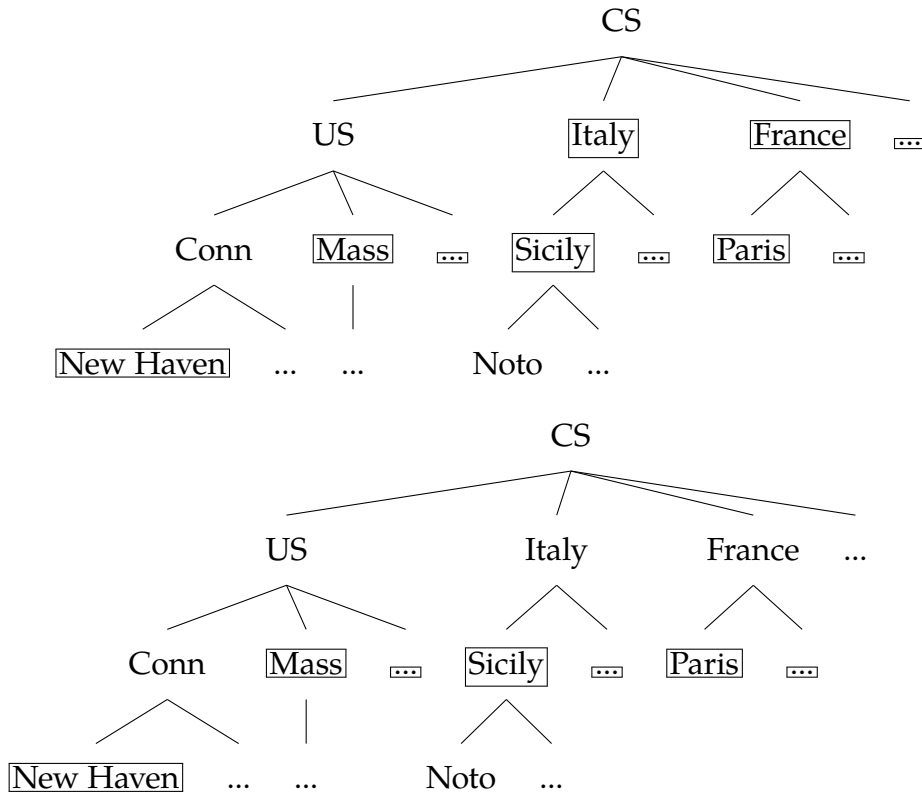 CS
US Italy France ...
Conn Mass ... Sicily ... Paris ...
New Haven ... ... Noto ...
CS
US Italy France ...
Conn Mass ... Sicily ... Paris ...
New Haven ... ... Noto ...